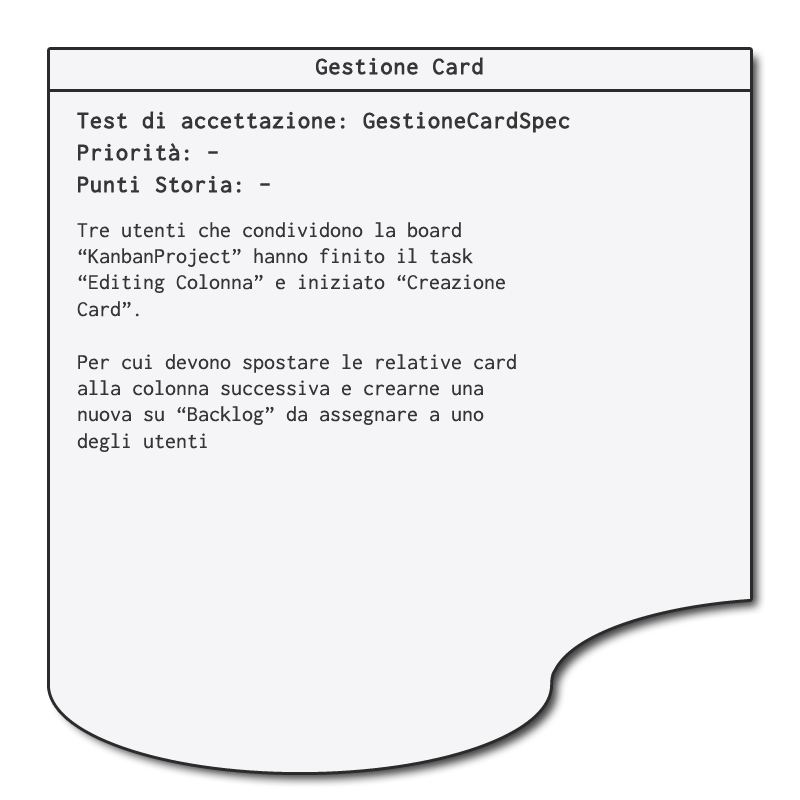 Gestione Card
Test di accettazione: GestioneCardSpec
Priorità: -
Punti Storia: -
Tre utenti che condividono la board
“KanbanProject” hanno finito il task
“Editing Colonna” e iniziato “Creazione
Card”.
Per cui devono spostare le relative card
alla colonna successiva e crearne una
nuova su “Backlog” da assegnare a uno
degli utenti